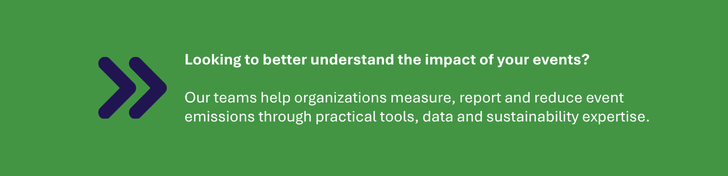 Looking to better understand the impact of your events?
Our teams help organizations measure, report and reduce event
emissions through practical tools, data and sustainability expertise.